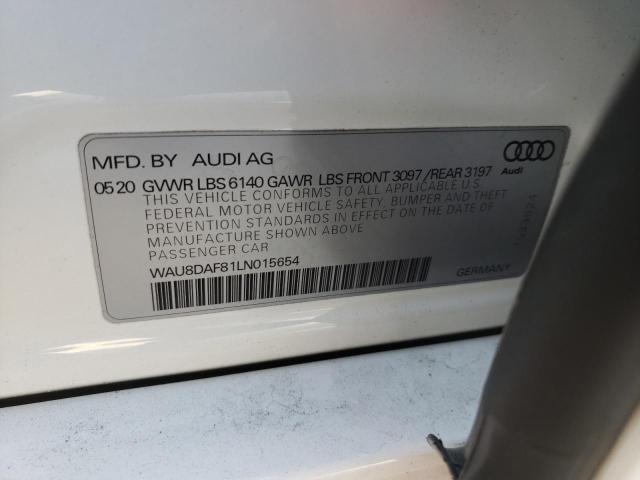 MFD. BY AUDI AG
05 20 GVWR LBS 6140 GAWR LBS FRONT 3097 /REAR 3197
THIS VEHICLE CONFORMS TO ALL APPLICABLE U.S.
FEDERAL MOTOR VEHICLE SAFETY, BUMPER AND THEFT
PREVENTION STANDARDS IN EFFECT ON THE DATE OF
MANUFACTURE SHOWN ABOVE
PASSENGER CAR
WAU8DAF81LN015654
Audi
GERMANY